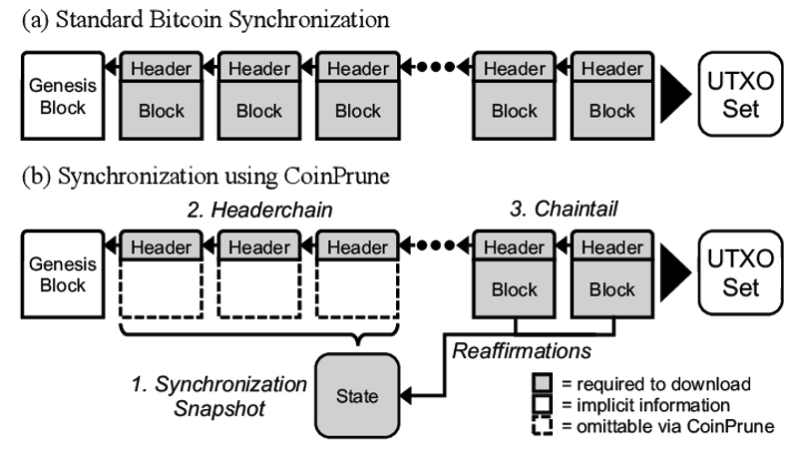 (a) Standard Bitcoin Synchronization
Genesis Block
Header Header Header Header Header
Block Block Block Block Block
UTXO Set
(b) Synchronization using CoinPrune
2. Headerchain
3. Chaintail
Genesis Block
Header Header Header Header Header
Block Block
UTXO Set
Reaffirmations
1. Synchronization
Snapshot
State
= required to download
= implicit information
= omittable via CoinPrune